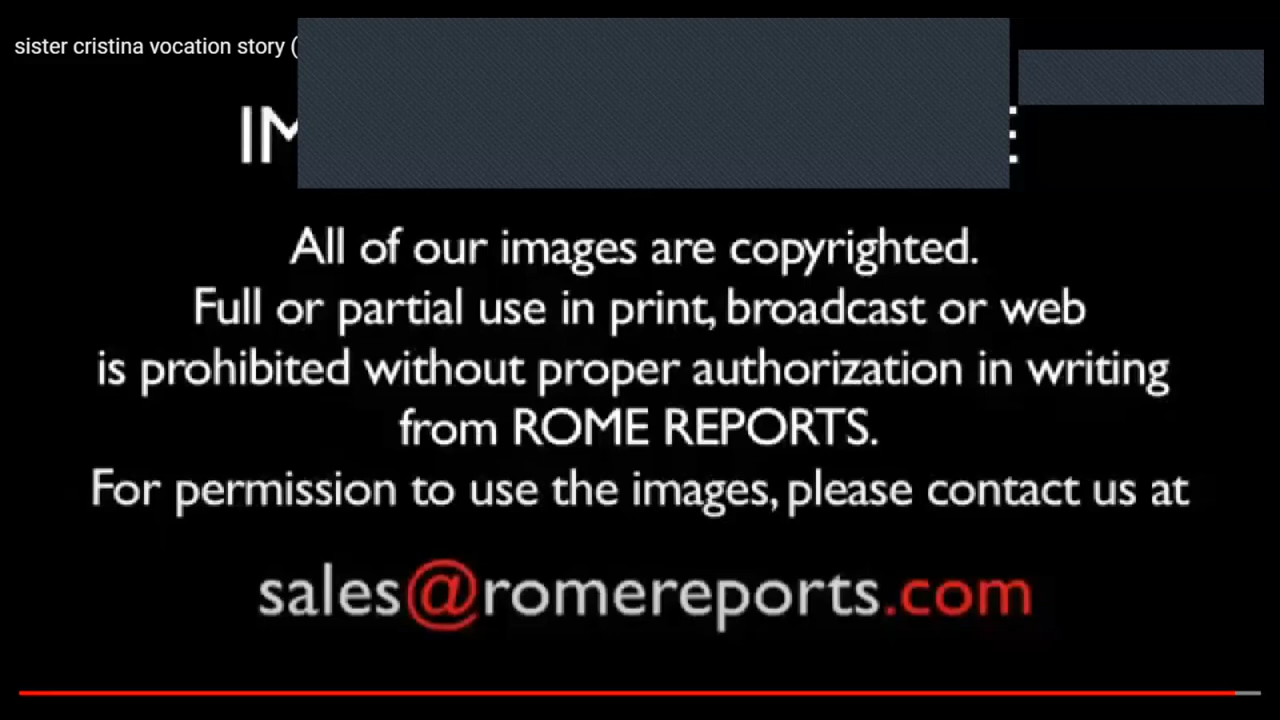 sister cristina vocation story (
All of our images are copyrighted.
Full or partial use in print, broadcast or web
is prohibited without proper authorization in writing
from ROME REPORTS.
For permission to use the images, please contact us at
sales@romereports.com